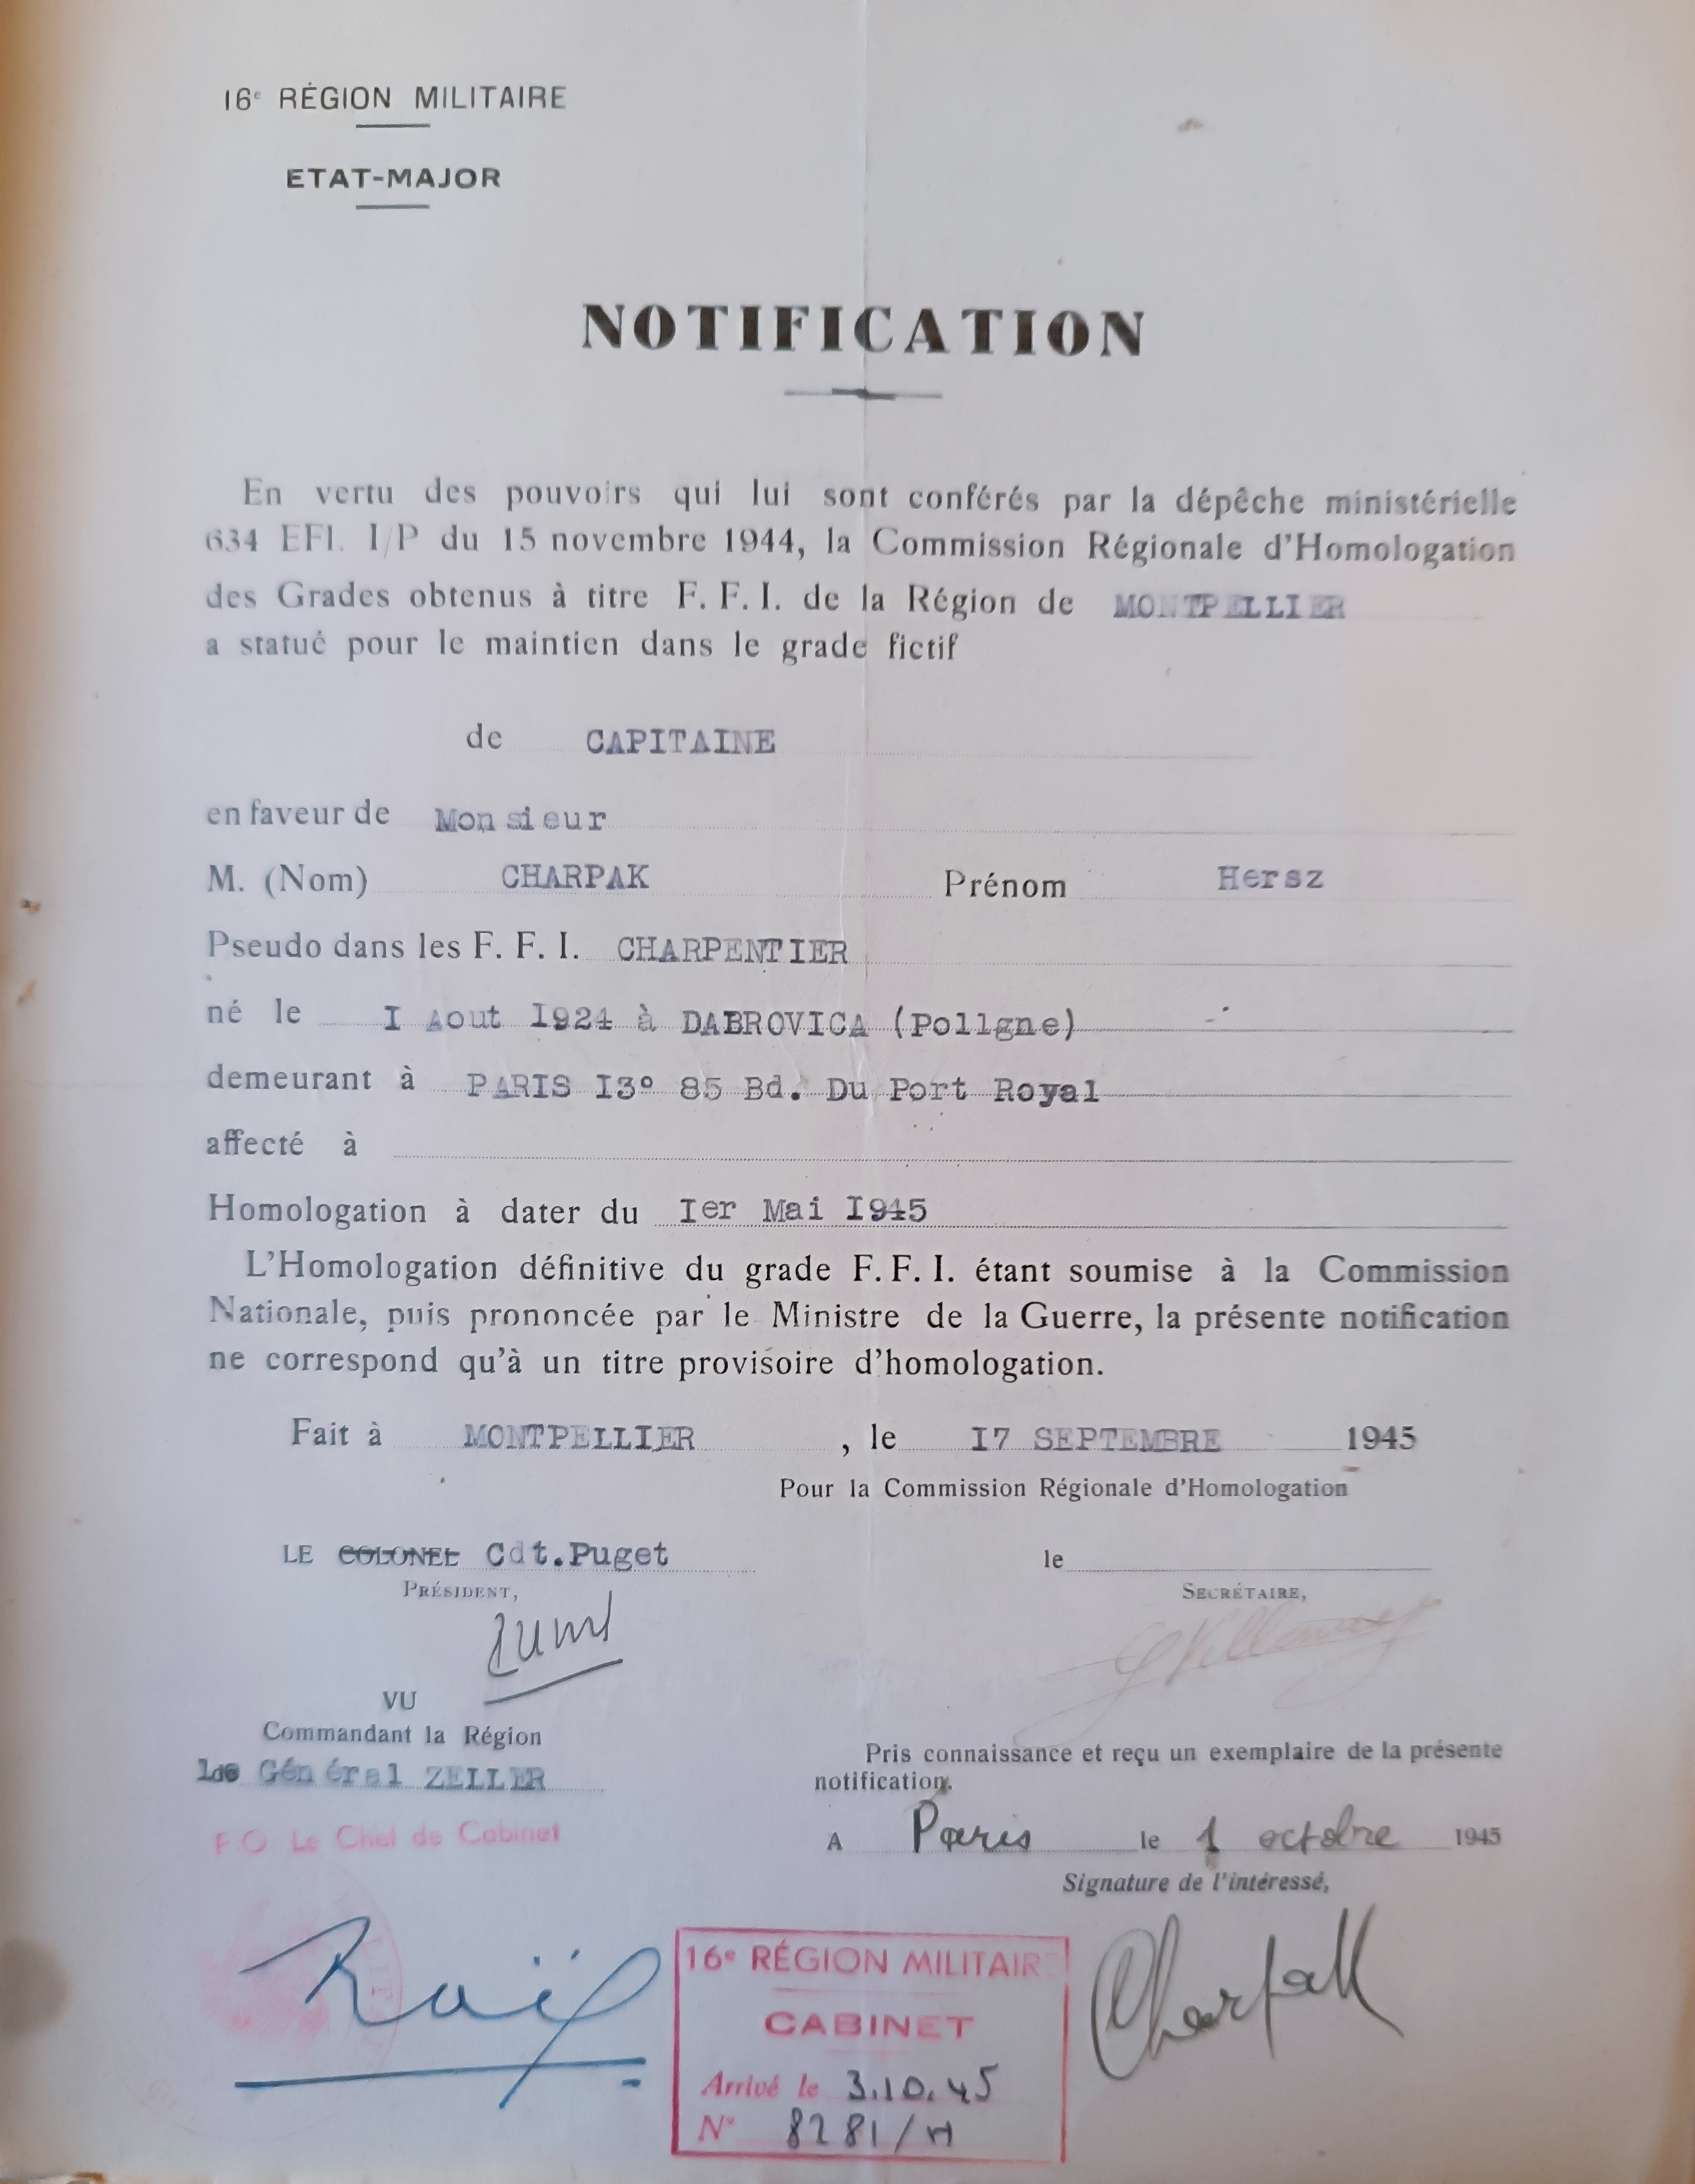 16e RÉGION MILITAIRE
ETAT-MAJOR
NOTIFICATION
En vertu des pouvoirs qui lui sont conférés par la dépêche ministérielle
634 EFI. I/P du 15 novembre 1944, la Commission Régionale d'Homologation
des Grades obtenus à titre F. F. I. de la Région de MONTPELLIER
a statué pour le maintien dans le grade fictif
de CAPITAINE
en faveur de Monsieur
M. (Nom) CHARPAK Prénom Hersz
Pseudo dans les F. F. I. CHARPENTIER
né le I Aout I924 à DABROVICA (Pollgne)
demeurant à PARIS I3° 85 Bd. Du Port Royal
affecté à
Homologation à dater du Ier Mai I945
L'Homologation définitive du grade F. F. I. étant soumise à la Commission
Nationale, puis prononcée par le Ministre de la Guerre, la présente notification
ne correspond qu'à un titre provisoire d'homologation.
Fait à MONTPELLIER , le I7 SEPTEMBRE 1945
Pour la Commission Régionale d'Homologation
LE COLONEL Cdt.Puget le
PRÉSIDENT, SECRÉTAIRE,
VU
Commandant la Région
Général ZELLER
Pris connaissance et reçu un exemplaire de la présente
notification.
P O Le Chef de Cabinet
A Paris le 1 octobre 1945
Signature de l'intéressé,
Charpak
16e RÉGION MILITAIRE
CABINET
Arrivé le 3.10.45
N° 8281/H